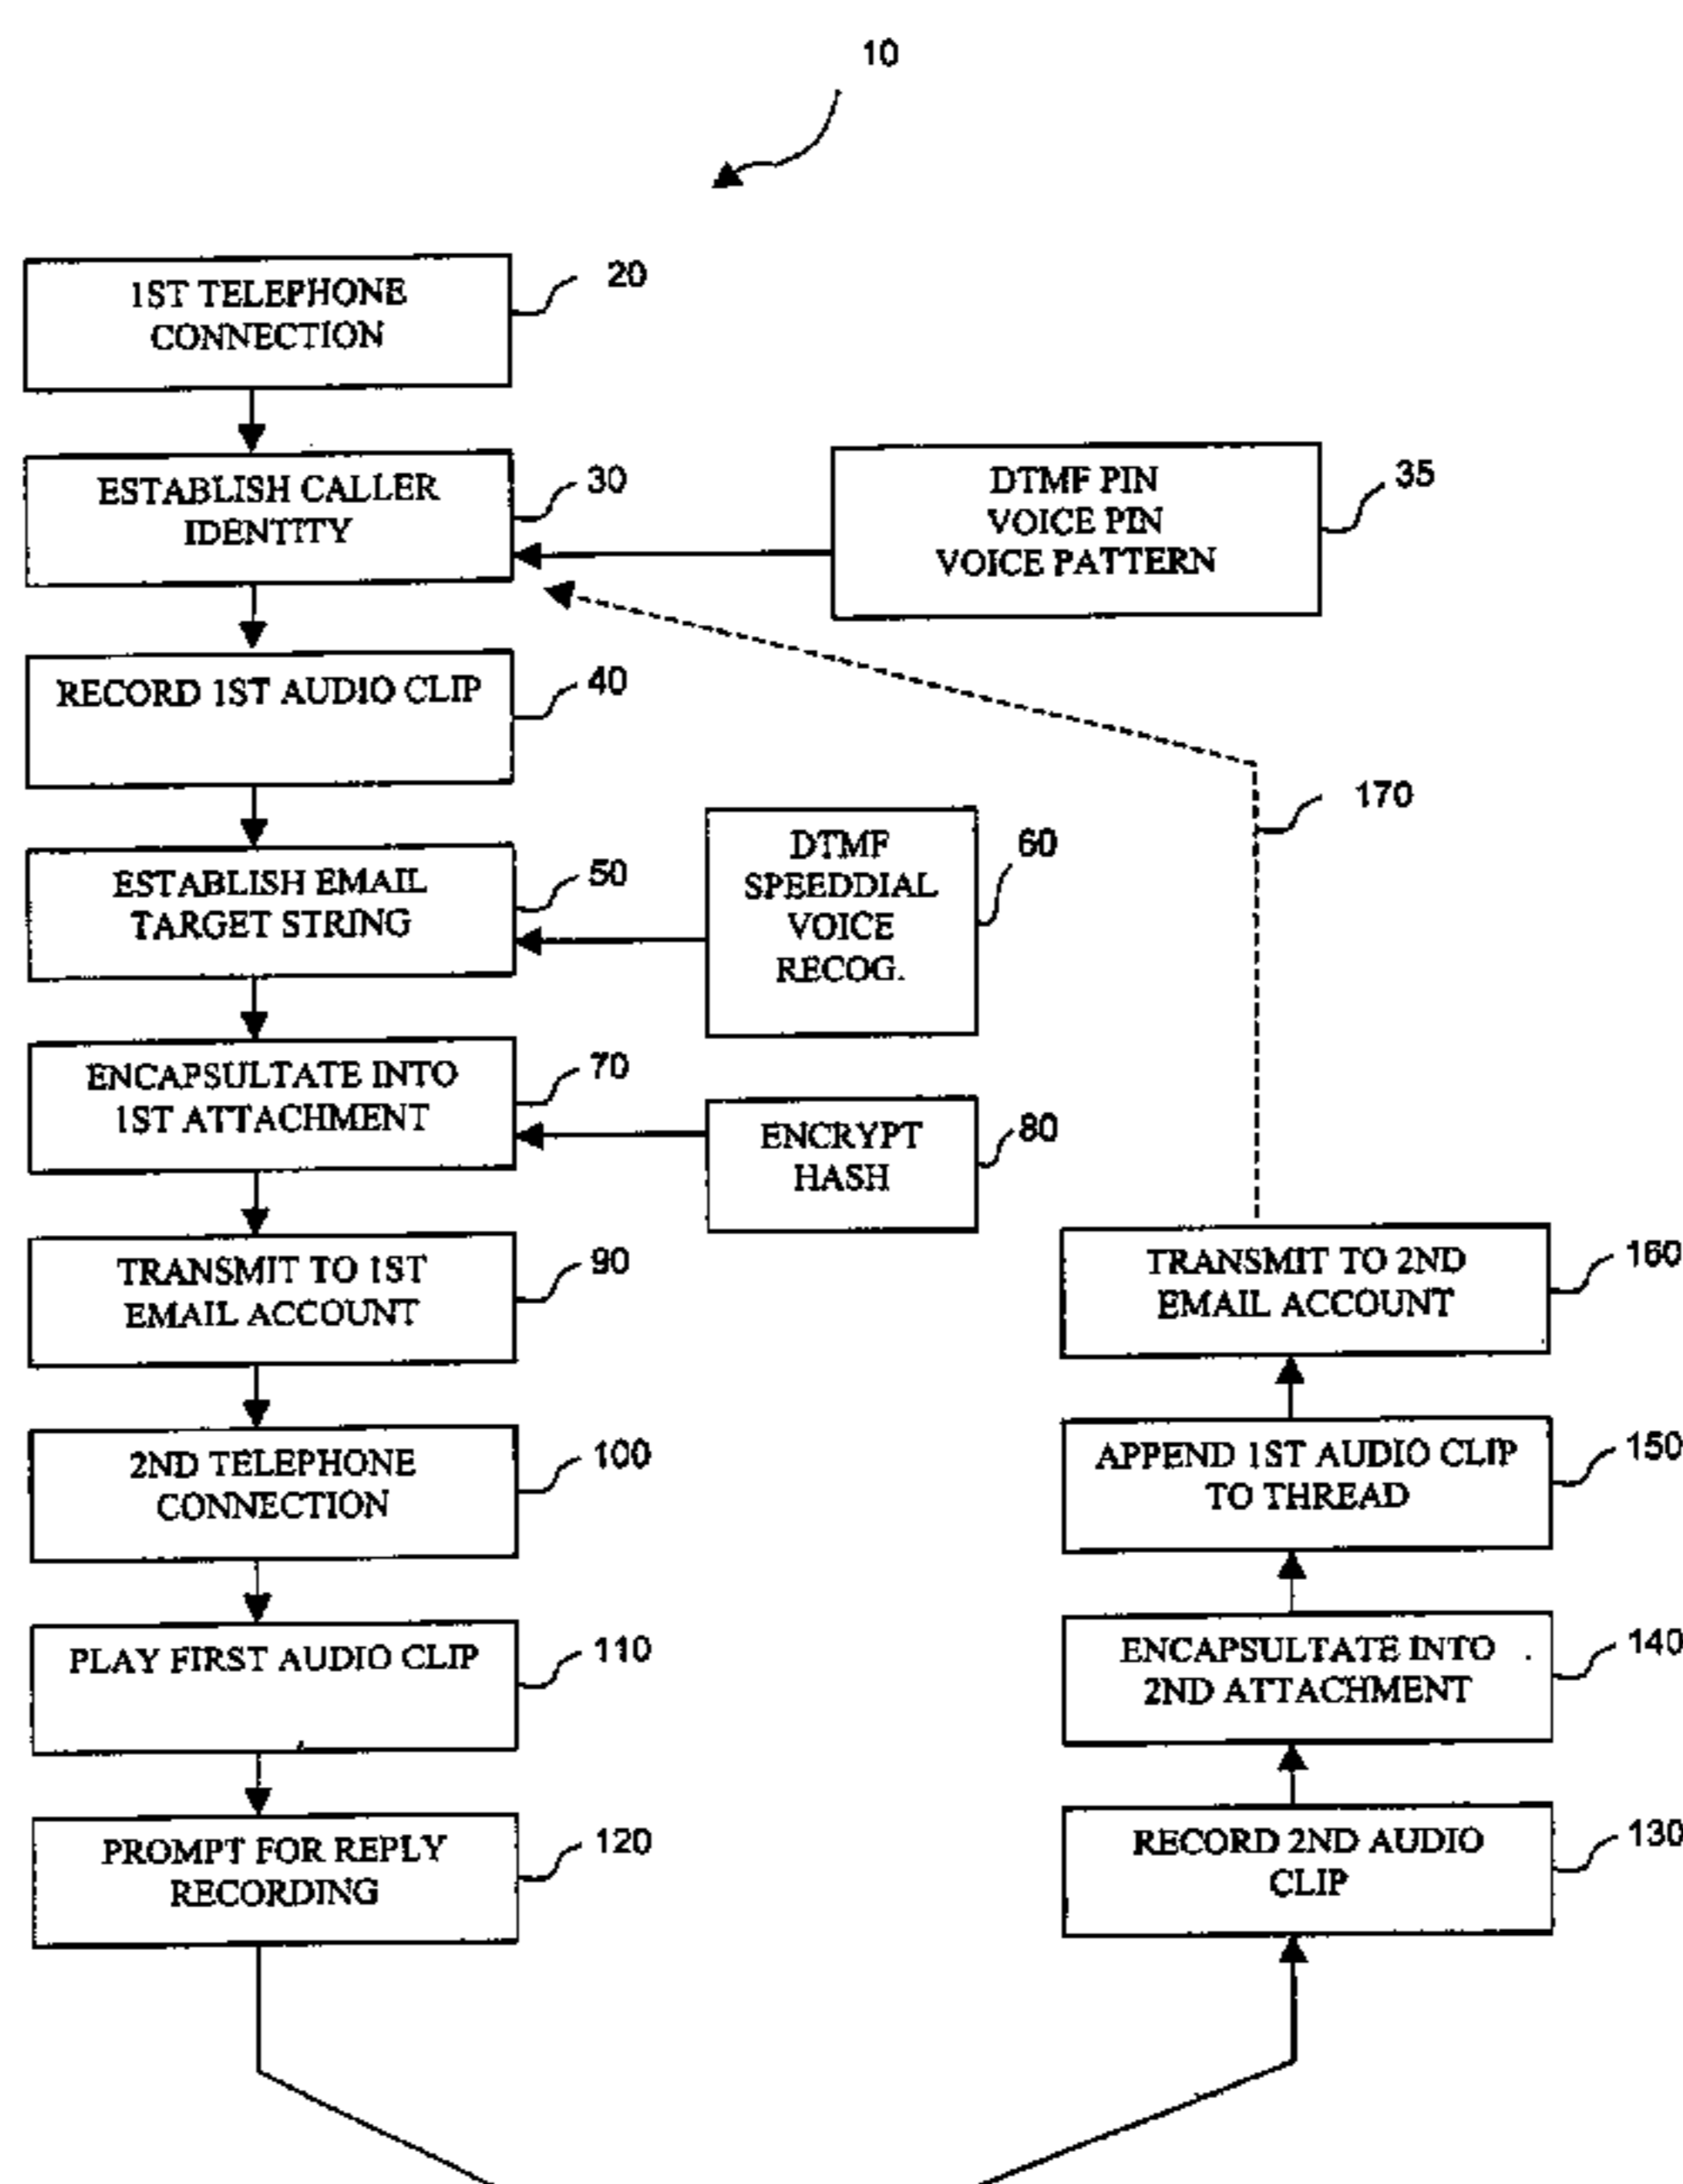 10
1ST TELEPHONE
CONNECTION
20
ESTABLISH CALLER
IDENTITY
30
DTMF PIN
VOICE PIN
VOICE PATTERN
35
RECORD 1ST AUDIO CLIP
40
170
ESTABLISH EMAIL
TARGET STRING
50
DTMF
SPEEDDIAL
VOICE
RECOG.
60
ENCAPSULTATE INTO
1ST ATTACHMENT
70
ENCRYPT
HASH
80
TRANSMIT TO 1ST
EMAIL ACCOUNT
90
2ND TELEPHONE
CONNECTION
100
PLAY FIRST AUDIO CLIP
110
PROMPT FOR REPLY
RECORDING
120
TRANSMIT TO 2ND
EMAIL ACCOUNT
160
APPEND 1ST AUDIO CLIP
TO THREAD
150
ENCAPSULTATE INTO
2ND ATTACHMENT
140
RECORD 2ND AUDIO
CLIP
130